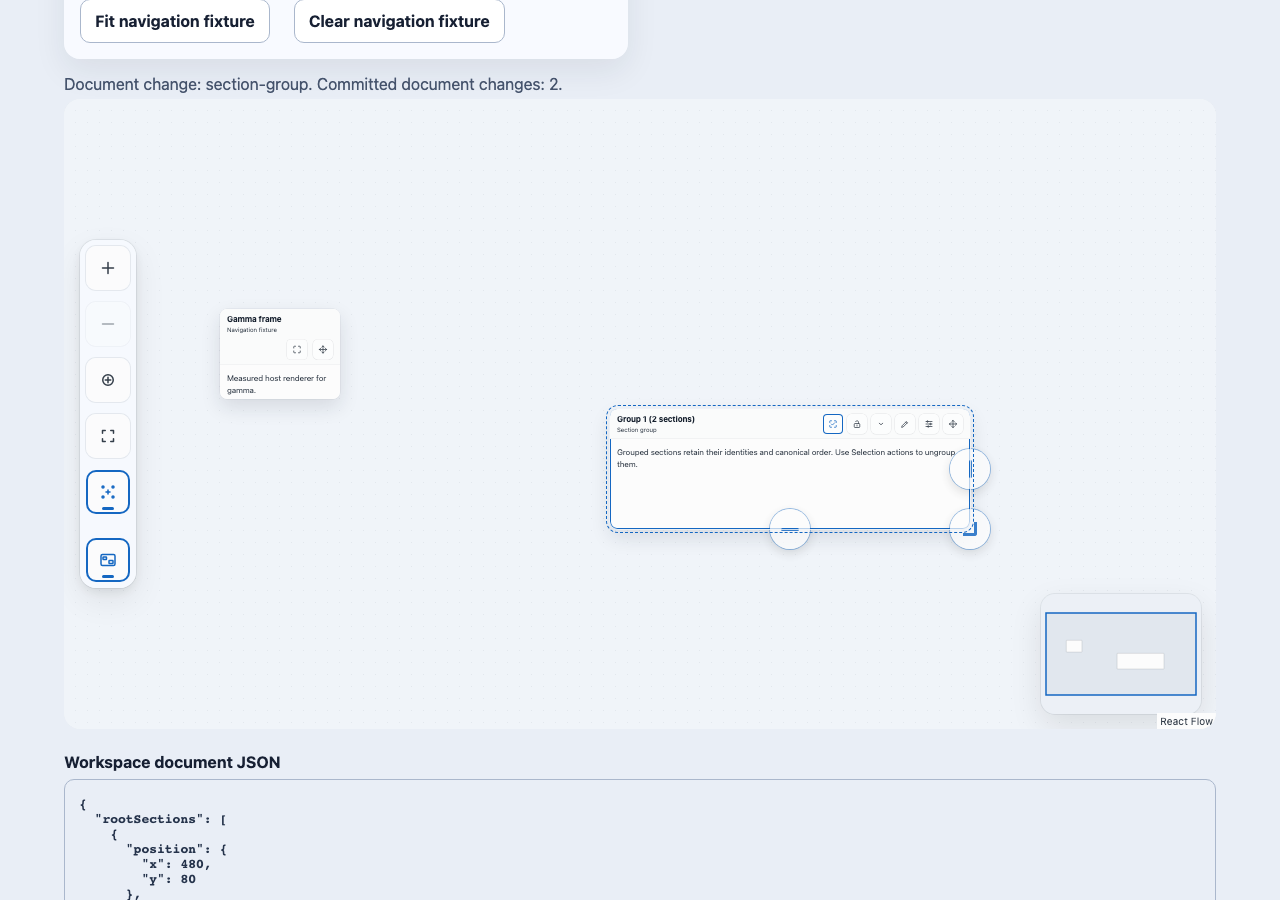 Fit navigation fixture
Clear navigation fixture
Document change: section-group. Committed document changes: 2.
Gamma frame
Navigation fixture
Measured host renderer for
gamma.
Group 1 (2 sections)
Section group
Grouped sections retain their identities and canonical order. Use Selection actions to ungroup
them.
React Flow
Workspace document JSON
{
"rootSections": [
{
"position": {
"x": 480,
"y": 80
},